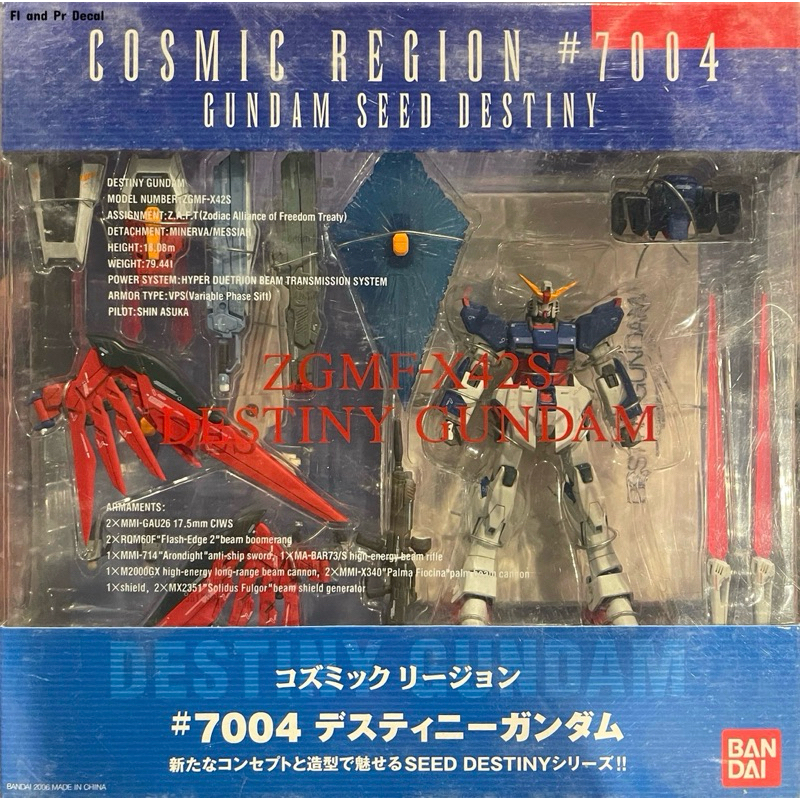 Fl and Pr Decal
COSMIC REGION #7004
GUNDAM SEED DESTINY
DESTINY GUNDAM
MODEL NUMBER:ZGMF-X42S
ASSIGNMENT:Z.A.F.T(Zodiac Alliance of Freedom Treaty)
DETACHMENT:MINERVA/MESSIAH
HEIGHT:18.08m
WEIGHT:79.44t
POWER SYSTEM:HYPER DUETRION BEAM TRANSMISSION SYSTEM
ARMOR TYPE:VPS(Variable Phase Sift)
PILOT:SHIN ASUKA
ZGMF-X42S
DESTINY GUNDAM
ARMAMENTS:
2×MMI-GAU26 17.5mm CIWS
2×RQM60F"Flash-Edge 2"beam boomerang
1×MMI-714"Arondight"anti-ship sword, 1×MA-BAR73/S high-energy beam rifle
1×M2000GX high-energy long-range beam cannon, 2×MMI-X340"Palma Fiocina"palm beam cannon
1×shield, 2×MX2351"Solidus Fulgor"beam shield generator
DESTINY GUNDAM
コズミック リージョン
#7004 デスティニーガンダム
新たなコンセプトと造型で魅せるSEED DESTINYシリーズ!!
BAN
DAI
BANDAI 2006 MADE IN CHINA